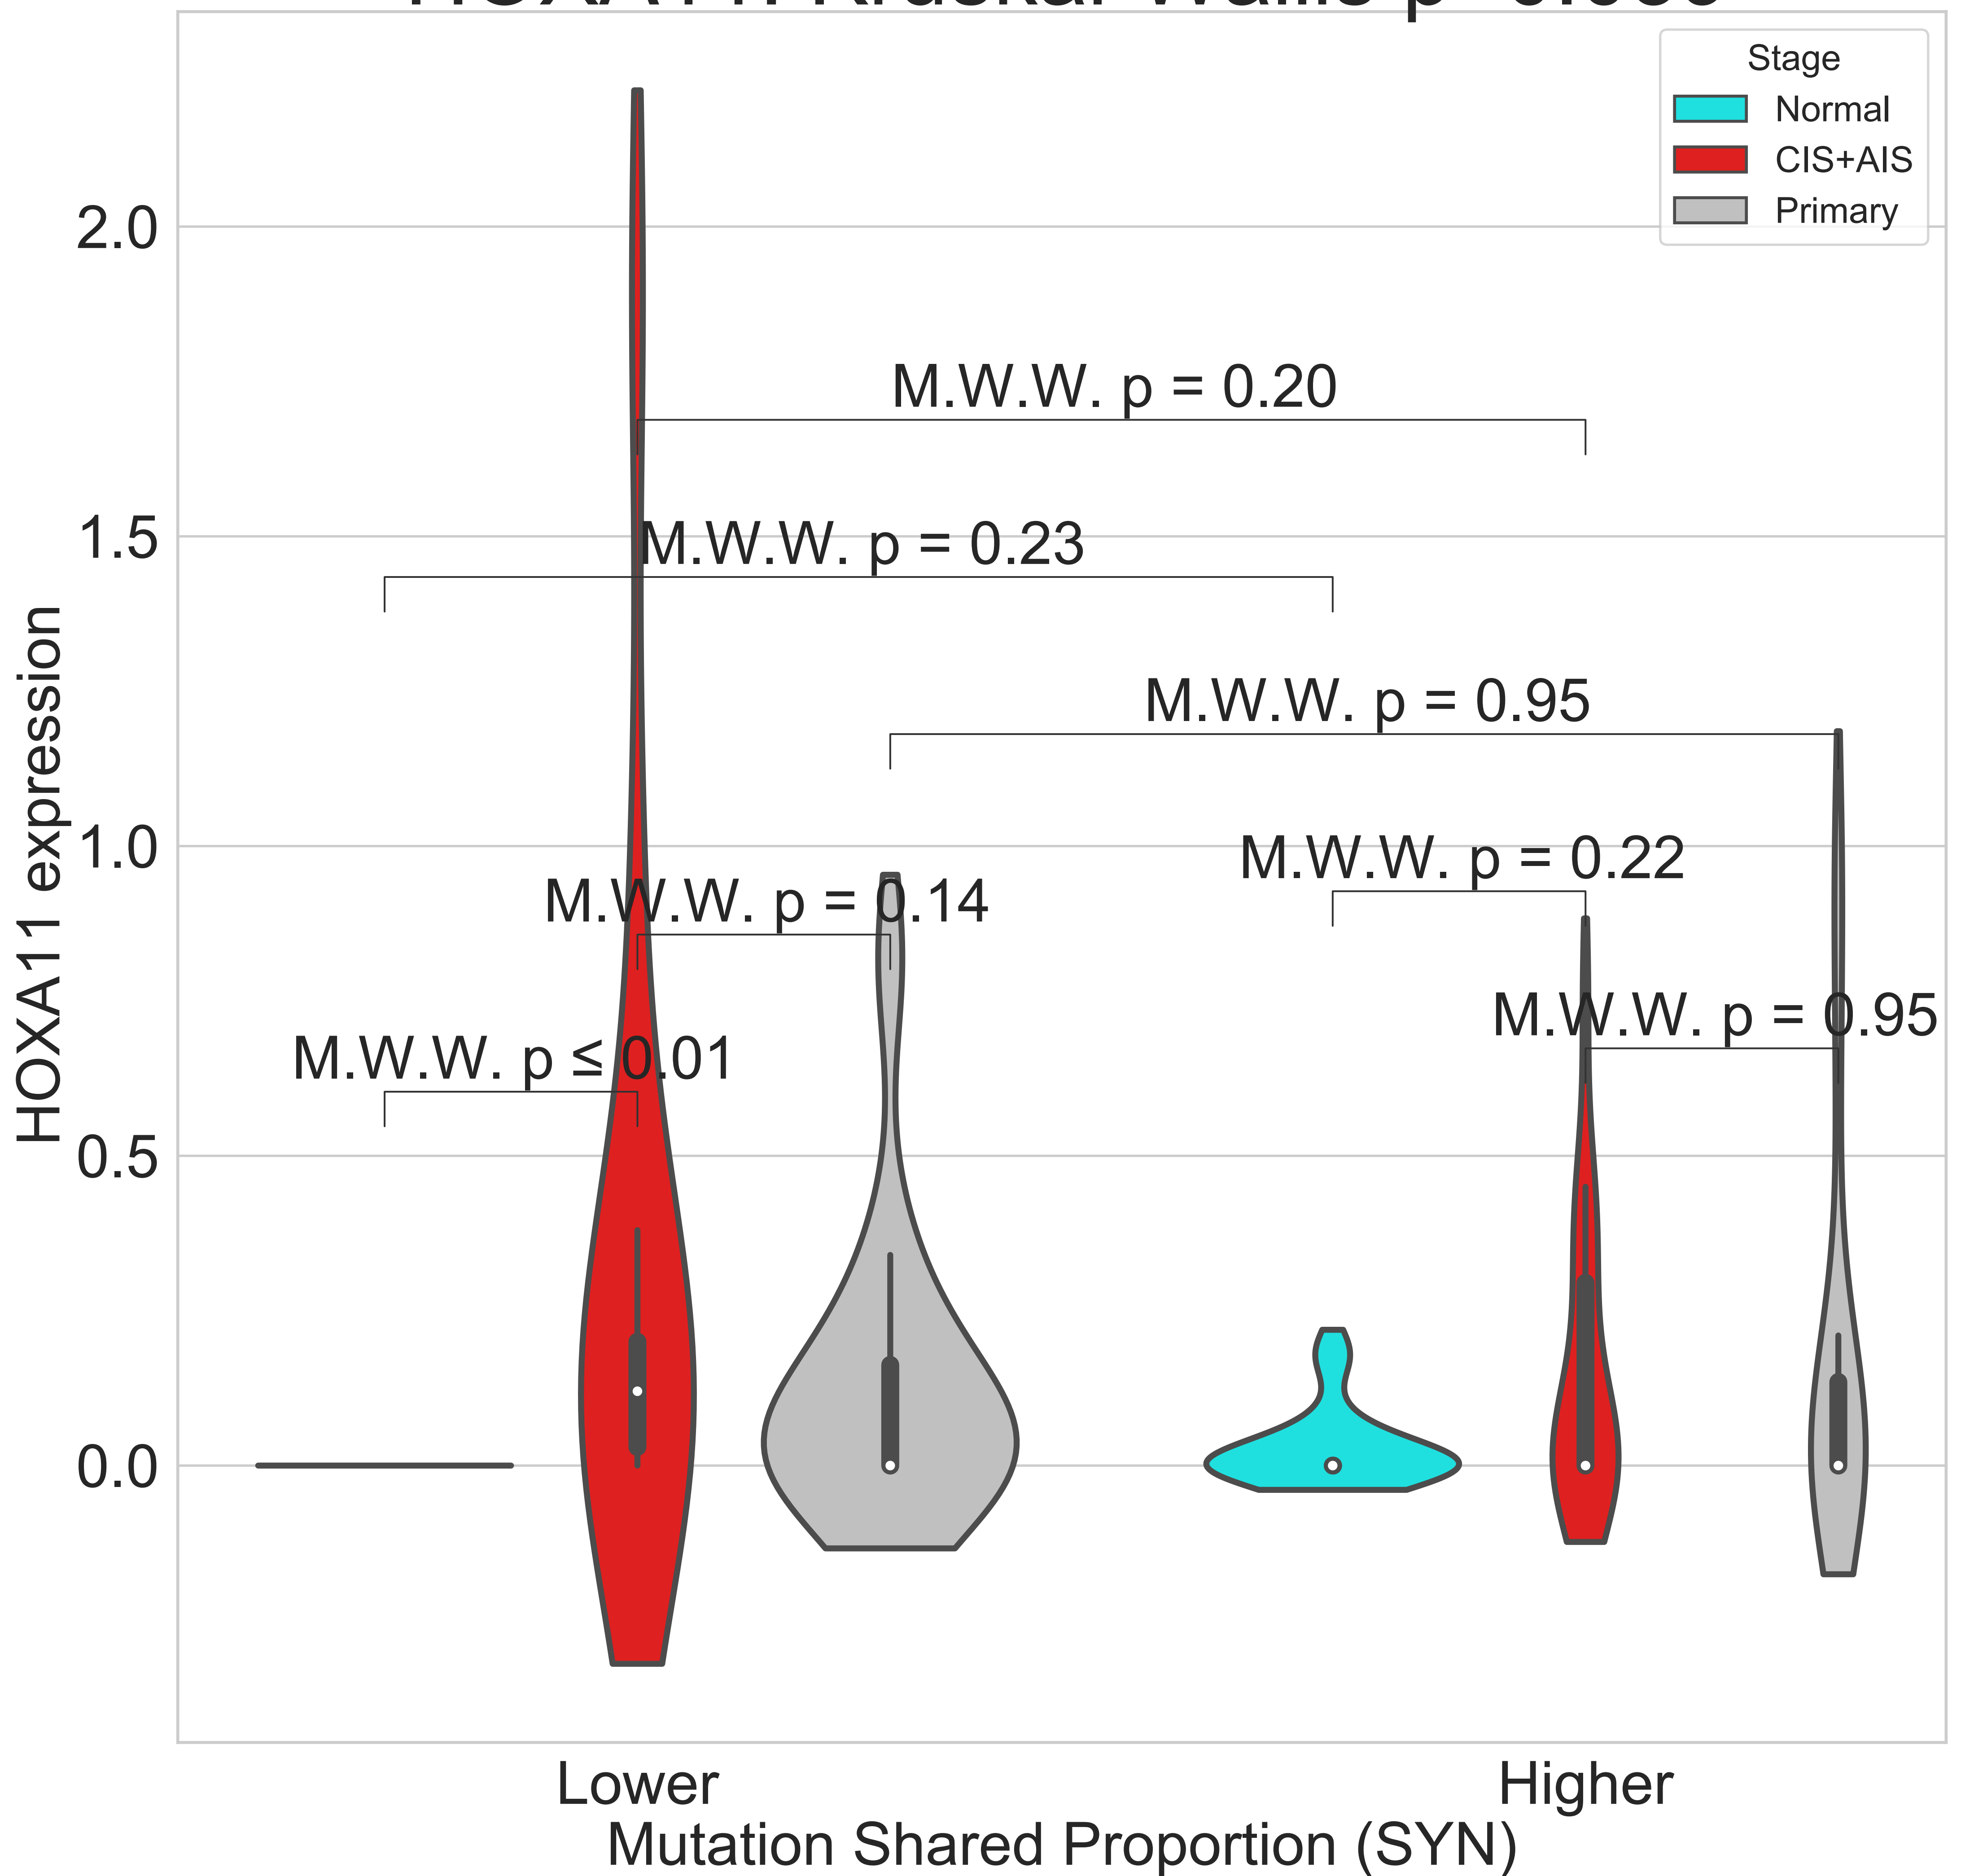 Stage
Normal
CIS+AIS
Primary
2.0
1.5
1.0
0.5
0.0
HOXA11 expression
M.W.W. p = 0.20
M.W.W. p = 0.23
M.W.W. p = 0.95
M.W.W. p = 0.22
M.W.W. p = 0.14
M.W.W. p = 0.95
M.W.W. p ≤ 0.01
Lower
Higher
Mutation Shared Proportion (SYN)